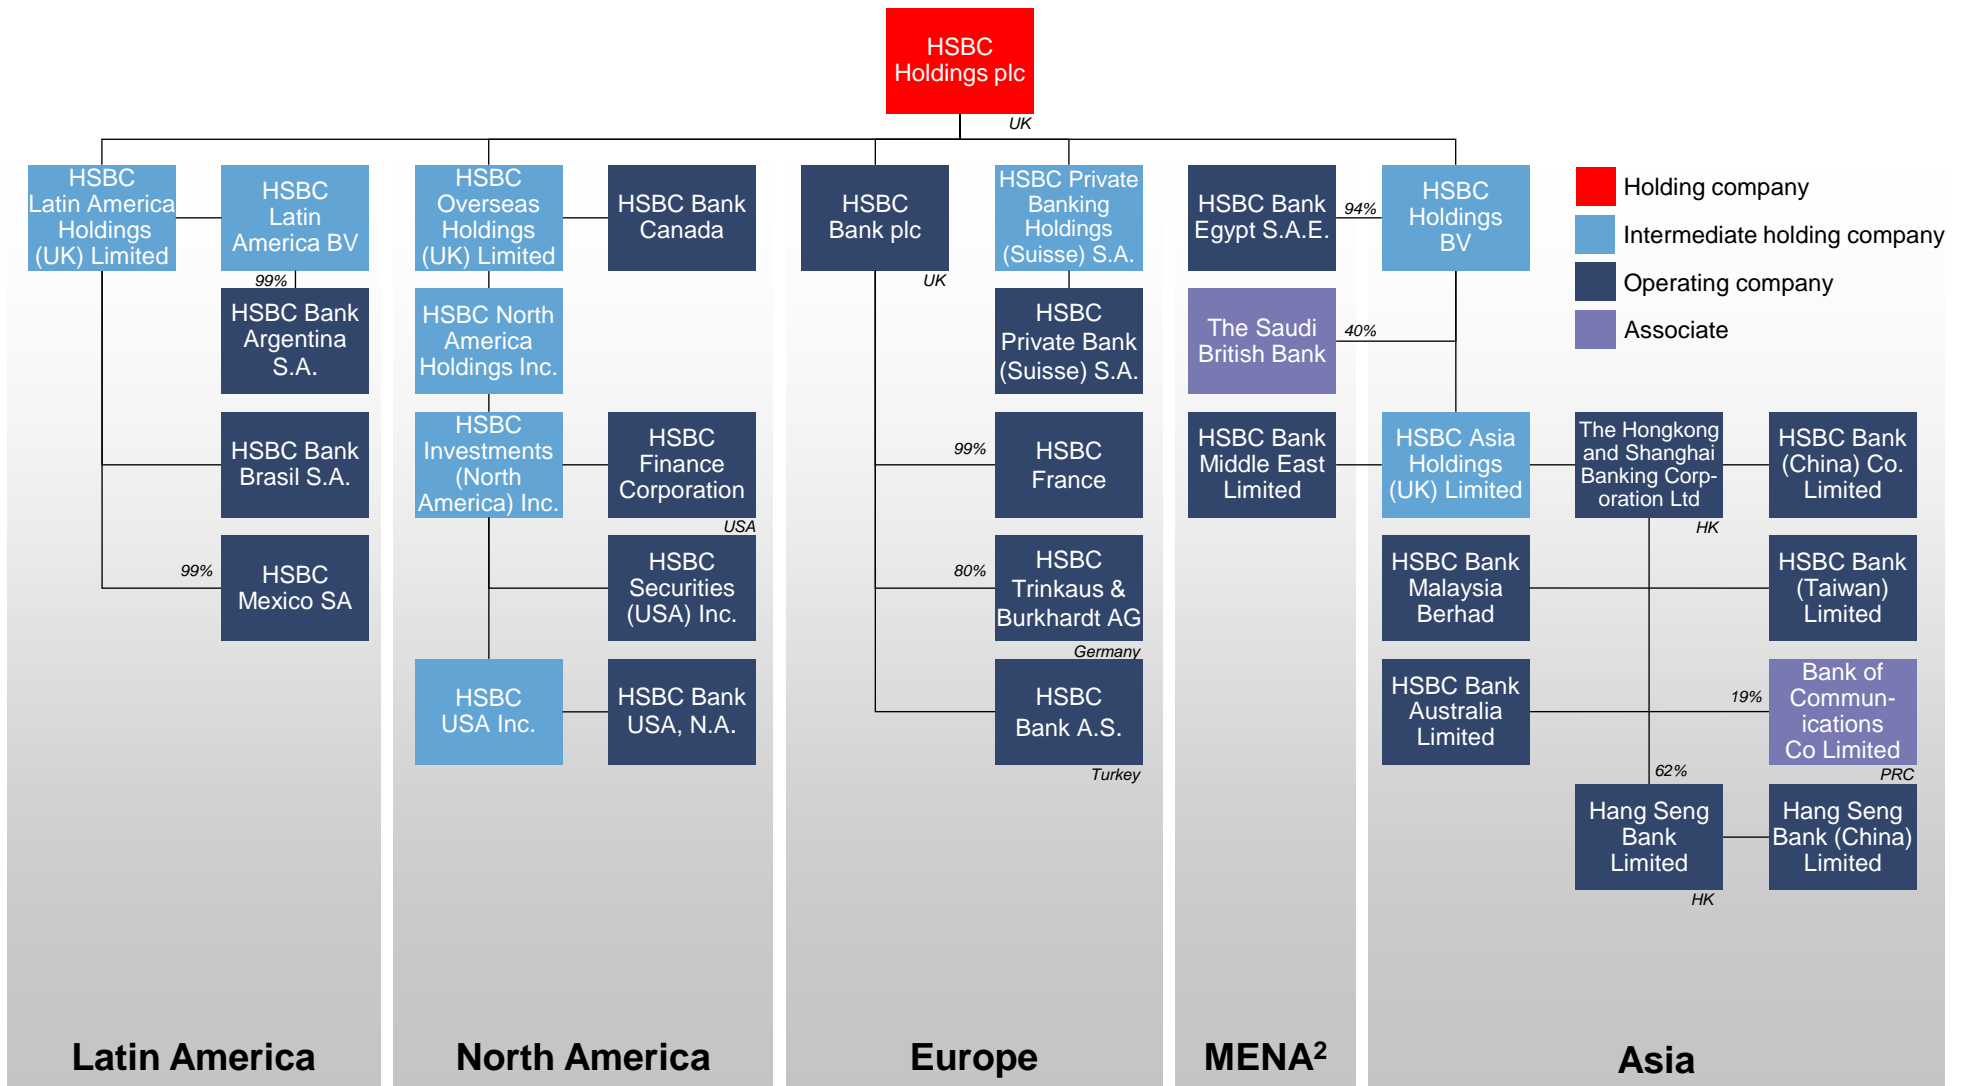 HSBC
Holdings plc
UK
HSBC
Latin America
Holdings
(UK) Limited
HSBC
Latin
America BV
99%
HSBC Bank
Argentina
S.A.
HSBC Bank
Brasil S.A.
99%
HSBC
Mexico SA
Latin America
HSBC
Overseas
Holdings
(UK) Limited
HSBC Bank
Canada
HSBC North
America
Holdings Inc.
HSBC
Investments
(North
America) Inc.
HSBC
Finance
Corporation
USA
HSBC
Securities
(USA) Inc.
HSBC
USA Inc.
HSBC Bank
USA, N.A.
North America
HSBC
Bank plc
UK
HSBC Private
Banking
Holdings
(Suisse) S.A.
HSBC
Private Bank
(Suisse) S.A.
99%
HSBC
France
80%
HSBC
Trinkaus &
Burkhardt AG
Germany
HSBC
Bank A.S.
Turkey
Europe
HSBC Bank
Egypt S.A.E.
94%
The Saudi
British Bank
40%
HSBC Bank
Middle East
Limited
MENA²
HSBC
Holdings
BV
HSBC Asia
Holdings
(UK) Limited
The Hongkong
and Shanghai
Banking Corp-
oration Ltd
HK
HSBC Bank
(China) Co.
Limited
HSBC Bank
Malaysia
Berhad
HSBC Bank
(Taiwan)
Limited
HSBC Bank
Australia
Limited
19%
Bank of
Commun-
ications
Co Limited
PRC
62%
Hang Seng
Bank
Limited
HK
Hang Seng
Bank (China)
Limited
Asia
Holding company
Intermediate holding company
Operating company
Associate